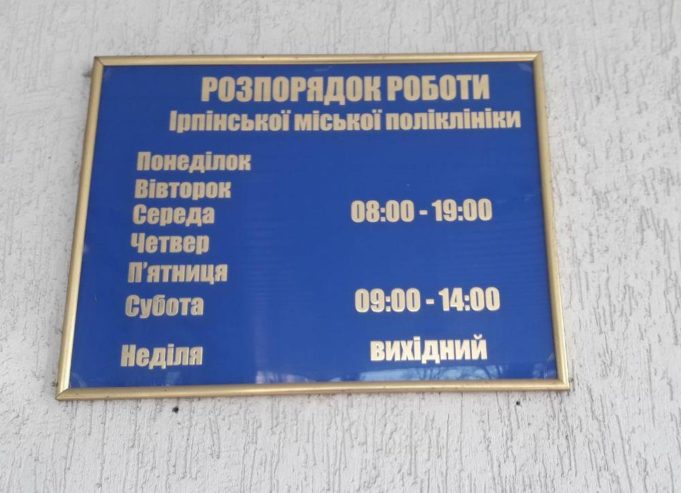 РОЗПОРЯДОК РОБОТИ
Ірпінської міської поліклініки
Понеділок
Вівторок
Середа 08:00 - 19:00
Четвер
П'ятниця
Субота 09:00 - 14:00
Неділя вихідний